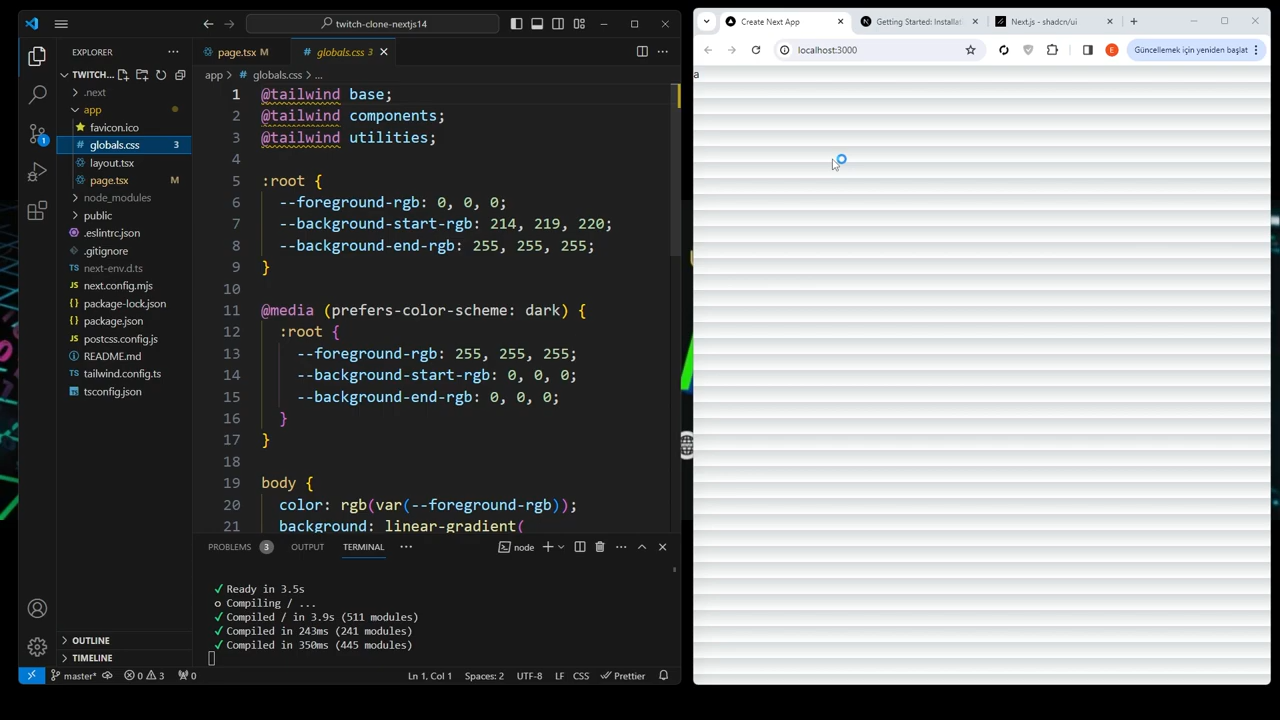 twitch-clone-nextjs14
EXPLORER
TWITCH...
.next
app
favicon.ico
globals.css 3
layout.tsx
page.tsx M
node_modules
public
.eslintrc.json
.gitignore
TS next-env.d.ts
JS next.config.mjs
{} package-lock.json
{} package.json
JS postcss.config.js
README.md
tailwind.config.ts
tsconfig.json
OUTLINE
TIMELINE
1
page.tsx M
# globals.css 3
app > # globals.css > ...
1 @tailwind base;
2 @tailwind components;
3 @tailwind utilities;
4
5 :root {
6 --foreground-rgb: 0, 0, 0;
7 --background-start-rgb: 214, 219, 220;
8 --background-end-rgb: 255, 255, 255;
9 }
10
11 @media (prefers-color-scheme: dark) {
12 :root {
13 --foreground-rgb: 255, 255, 255;
14 --background-start-rgb: 0, 0, 0;
15 --background-end-rgb: 0, 0, 0;
16 }
17 }
18
19 body {
20 color: rgb(var(--foreground-rgb));
21 background: linear-gradient(
PROBLEMS 3 OUTPUT TERMINAL ... node
✓ Ready in 3.5s
○ Compiling / ...
✓ Compiled / in 3.9s (511 modules)
✓ Compiled in 243ms (241 modules)
✓ Compiled in 350ms (445 modules)
master* 0 3 0 Ln 1, Col 1 Spaces: 2 UTF-8 LF CSS Prettier
Create Next App
Getting Started: Installat
Next.js - shadcn/ui
localhost:3000
E
Güncellemek için yeniden başlat
a